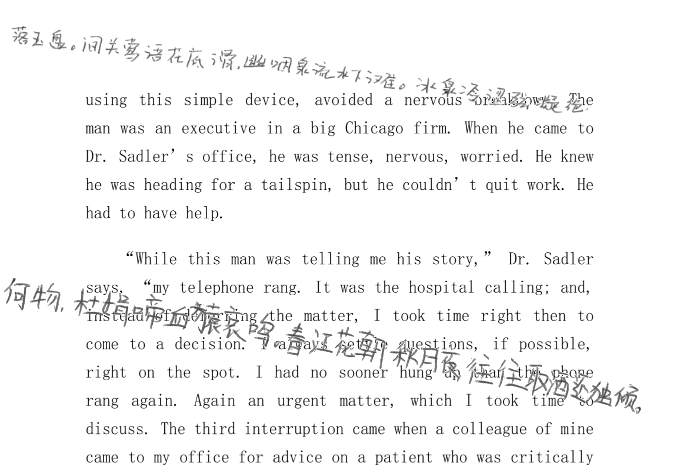 落玉盘。间关莺语花底滑，幽咽泉流水下滩。冰泉冷涩弦凝绝，
using this simple device, avoided a nervous breakdown. The
man was an executive in a big Chicago firm. When he came to
Dr. Sadler’s office, he was tense, nervous, worried. He knew
he was heading for a tailspin, but he couldn’t quit work. He
had to have help.
“While this man was telling me his story,” Dr. Sadler
says, “my telephone rang. It was the hospital calling; and,
何物，杜鹃啼血猿哀鸣。春江花朝秋月夜，往往取酒还独倾。
instead of deferring the matter, I took time right then to
come to a decision. I always settle questions, if possible,
right on the spot. I had no sooner hung up than the phone
rang again. Again an urgent matter, which I took time to
discuss. The third interruption came when a colleague of mine
came to my office for advice on a patient who was critically